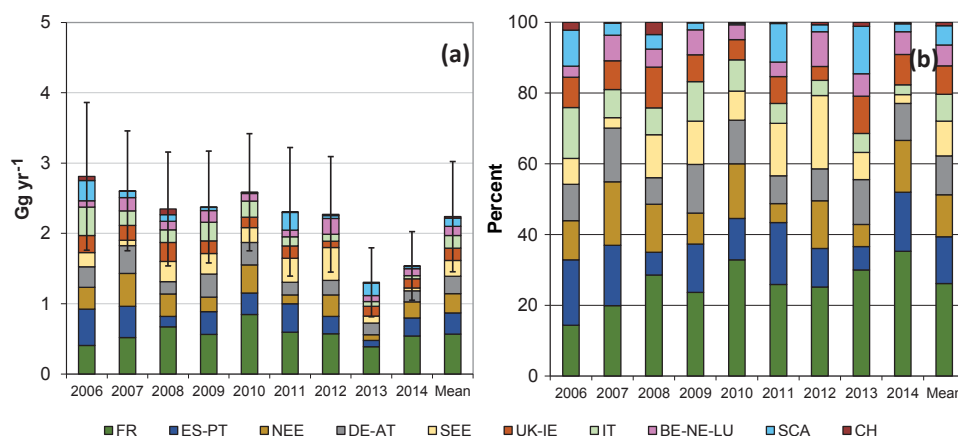 (a)
Gg yr-1
5
4
3
2
1
0
2006 2007 2008 2009 2010 2011 2012 2013 2014 Mean
(b)
Percent
100
80
60
40
20
0
2006 2007 2008 2009 2010 2011 2012 2013 2014 Mean
FR ES-PT NEE DE-AT SEE UK-IE IT BE-NE-LU SCA CH